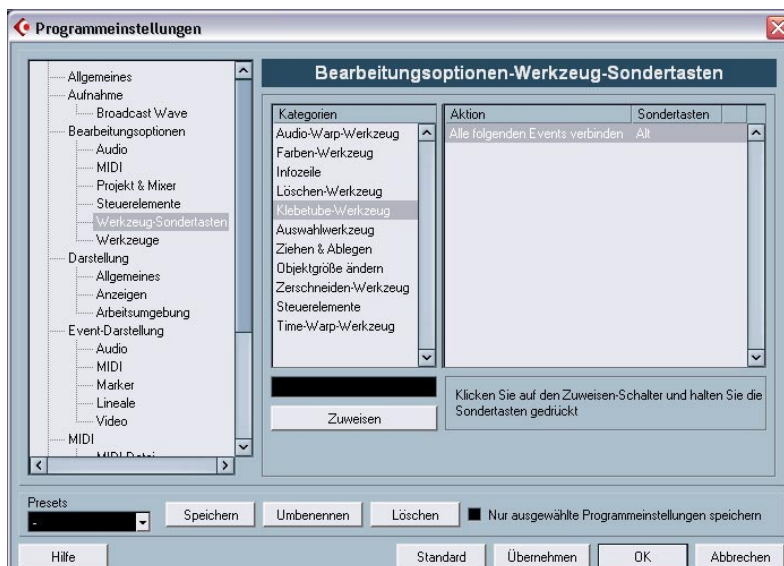 Programmeinstellungen
Allgemeines
Aufnahme
Broadcast Wave
Bearbeitungsoptionen
Audio
MIDI
Projekt & Mixer
Steuerelemente
Werkzeug-Sondertasten
Werkzeuge
Darstellung
Allgemeines
Anzeigen
Arbeitsumgebung
Event-Darstellung
Audio
MIDI
Marker
Lineale
Video
MIDI
MIDI-Datei
Bearbeitungsoptionen-Werkzeug-Sondertasten
Kategorien
Audio-Warp-Werkzeug
Farben-Werkzeug
Infozeile
Löschen-Werkzeug
Klebetube-Werkzeug
Auswahlwerkzeug
Ziehen & Ablegen
Objektgröße ändern
Zerschneiden-Werkzeug
Steuerelemente
Time-Warp-Werkzeug
Zuweisen
Aktion Sondertasten
Alle folgenden Events verbinden Alt
Klicken Sie auf den Zuweisen-Schalter und halten Sie die
Sondertasten gedrückt
Presets
-
Speichern Umbenennen Löschen Nur ausgewählte Programmeinstellungen speichern
Hilfe Standard Übernehmen OK Abbrechen